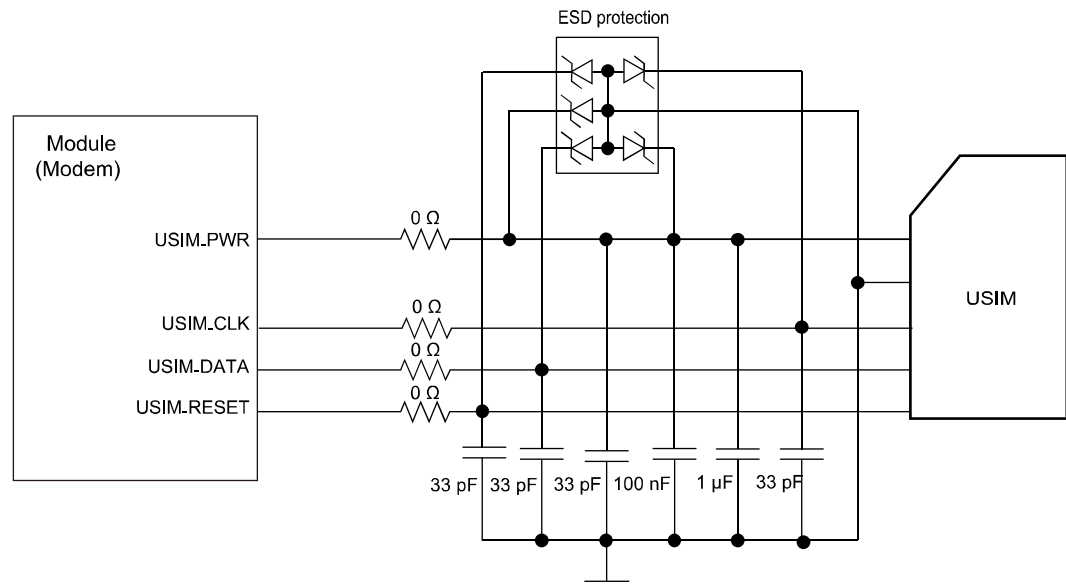 ESD protection
Module
(Modem)
0 Ω
USIM_PWR
USIM
0 Ω
USIM_CLK
0 Ω
USIM_DATA
0 Ω
USIM_RESET
33 pF 33 pF 33 pF 100 nF 1 µF 33 pF